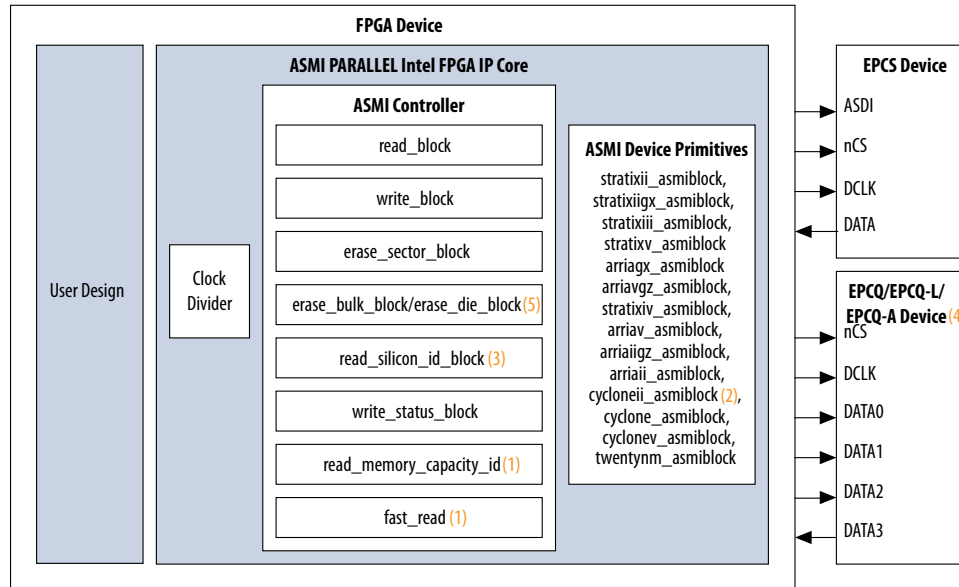 FPGA Device
User Design
ASMI PARALLEL Intel FPGA IP Core
Clock
Divider
ASMI Controller
read_block
write_block
erase_sector_block
erase_bulk_block/erase_die_block (5)
read_silicon_id_block (3)
write_status_block
read_memory_capacity_id (1)
fast_read (1)
ASMI Device Primitives
stratixii_asmiblock,
stratixiigx_asmiblock,
stratixiii_asmiblock,
stratixv_asmiblock
arriagx_asmiblock
arriavgz_asmiblock,
stratixiv_asmiblock,
arriav_asmiblock,
arriaiigz_asmiblock,
arriaii_asmiblock,
cycloneii_asmiblock (2),
cyclone_asmiblock,
cyclonev_asmiblock,
twentynm_asmiblock
EPCS Device
ASDI
nCS
DCLK
DATA
EPCQ/EPCQ-L/
EPCQ-A Device (4
nCS
DCLK
DATA0
DATA1
DATA2
DATA3